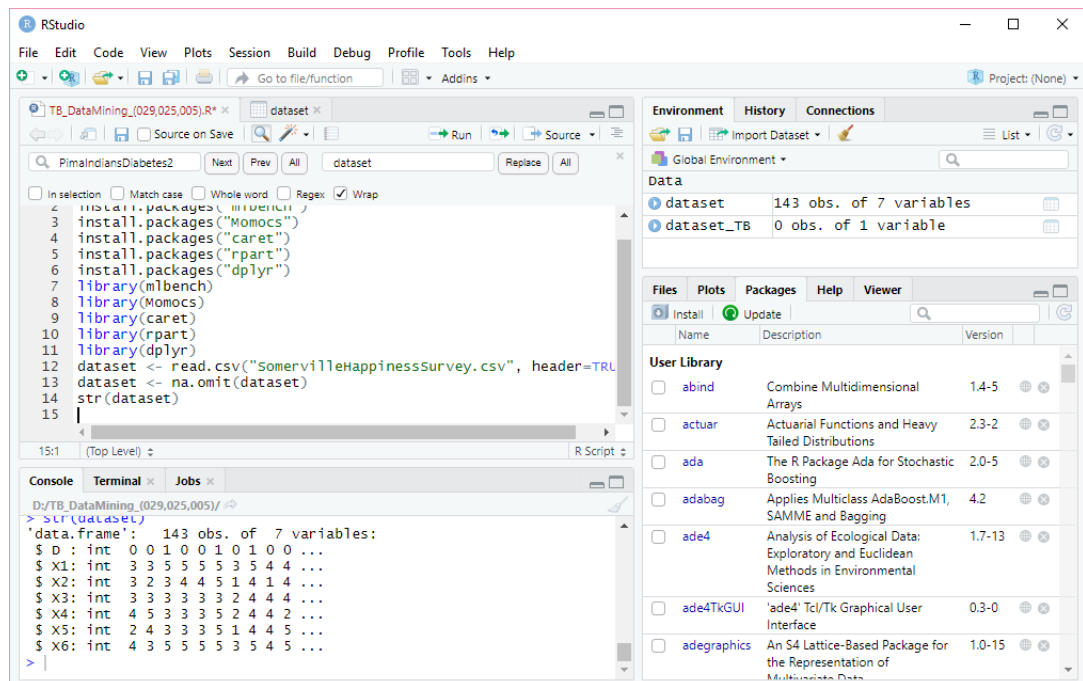 RStudio
File Edit Code View Plots Session Build Debug Profile Tools Help
Go to file/function Addins Project: (None)
TB_DataMining_(029,025,005).R* dataset
Source on Save Run Source
PimaIndiansDiabetes2 Next Prev All dataset Replace All
In selection Match case Whole word Regex Wrap
2 install.packages("mlbench")
3 install.packages("Momocs")
4 install.packages("caret")
5 install.packages("rpart")
6 install.packages("dplyr")
7 library(mlbench)
8 library(Momocs)
9 library(caret)
10 library(rpart)
11 library(dplyr)
12 dataset <- read.csv("SomervilleHappinessSurvey.csv", header=TRU
13 dataset <- na.omit(dataset)
14 str(dataset)
15
15:1 (Top Level) R Script
Console Terminal Jobs
D:/TB_DataMining_(029,025,005)/
> str(dataset)
'data.frame': 143 obs. of 7 variables:
$ D : int 0 0 1 0 0 1 0 1 0 0 ...
$ X1: int 3 3 5 5 5 5 3 5 4 4 ...
$ X2: int 3 2 3 4 4 5 1 4 1 4 ...
$ X3: int 3 3 3 3 3 3 2 4 4 4 ...
$ X4: int 4 5 3 3 3 5 2 4 4 2 ...
$ X5: int 2 4 3 3 3 5 1 4 4 5 ...
$ X6: int 4 3 5 5 5 5 3 5 4 5 ...
>
Environment History Connections
Import Dataset List
Global Environment
Data
dataset 143 obs. of 7 variables
dataset_TB 0 obs. of 1 variable
Files Plots Packages Help Viewer
Install Update
Name Description Version
User Library
abind Combine Multidimensional 1.4-5
Arrays
actuar Actuarial Functions and Heavy 2.3-2
Tailed Distributions
ada The R Package Ada for Stochastic 2.0-5
Boosting
adabag Applies Multiclass AdaBoost.M1, 4.2
SAMME and Bagging
ade4 Analysis of Ecological Data: 1.7-13
Exploratory and Euclidean
Methods in Environmental
Sciences
ade4TkGUI 'ade4' Tcl/Tk Graphical User 0.3-0
Interface
adegraphics An S4 Lattice-Based Package for 1.0-15
the Representation of
Multivariate Data